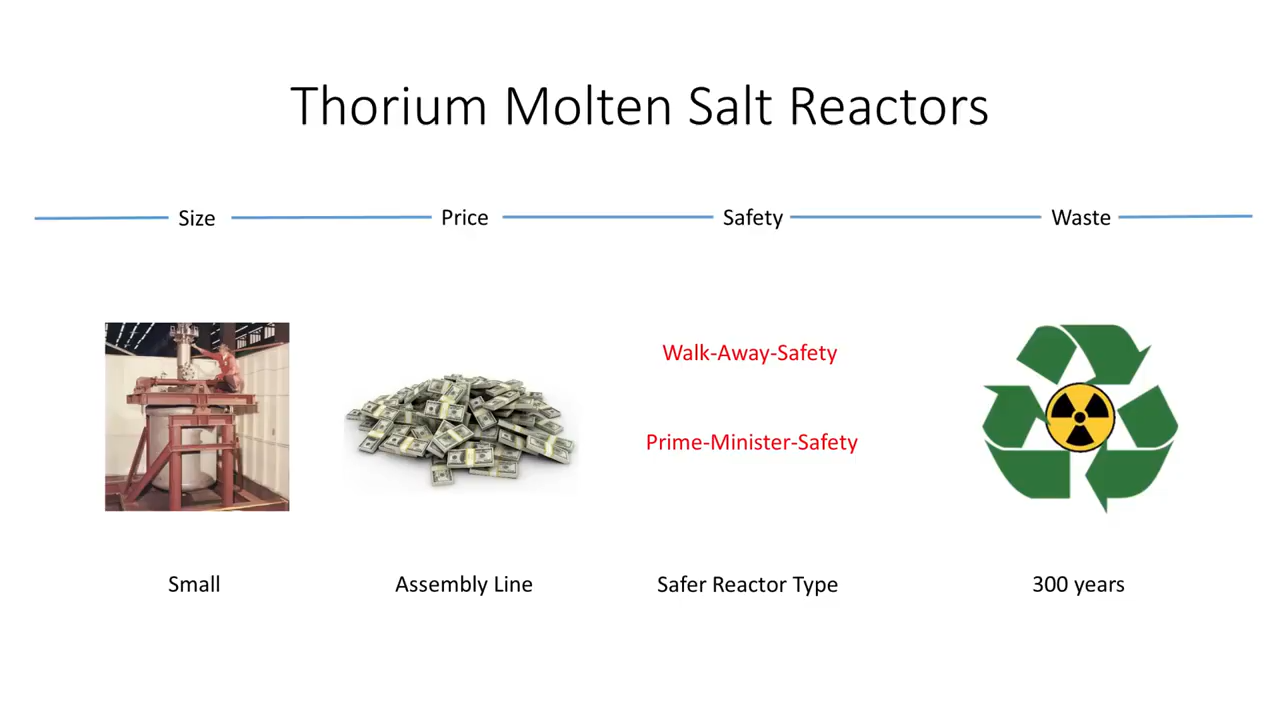 Thorium Molten Salt Reactors
Size
Price
Safety
Waste
Walk-Away-Safety
Prime-Minister-Safety
Small
Assembly Line
Safer Reactor Type
300 years